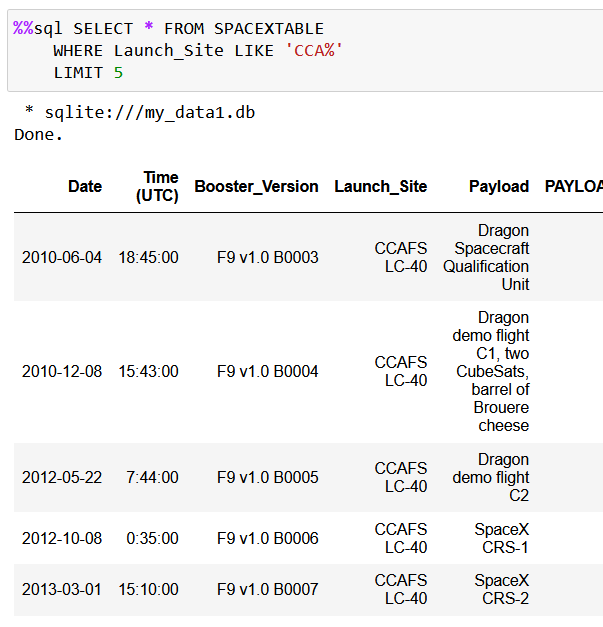 %%sql SELECT * FROM SPACEXTABLE
WHERE Launch_Site LIKE 'CCA%'
LIMIT 5
* sqlite:///my_data1.db
Done.
Date Time (UTC) Booster_Version Launch_Site Payload PAYLOA
2010-06-04 18:45:00 F9 v1.0 B0003 CCAFS LC-40 Dragon Spacecraft Qualification Unit
2010-12-08 15:43:00 F9 v1.0 B0004 CCAFS LC-40 Dragon demo flight C1, two CubeSats, barrel of Brouere cheese
2012-05-22 7:44:00 F9 v1.0 B0005 CCAFS LC-40 Dragon demo flight C2
2012-10-08 0:35:00 F9 v1.0 B0006 CCAFS LC-40 SpaceX CRS-1
2013-03-01 15:10:00 F9 v1.0 B0007 CCAFS LC-40 SpaceX CRS-2